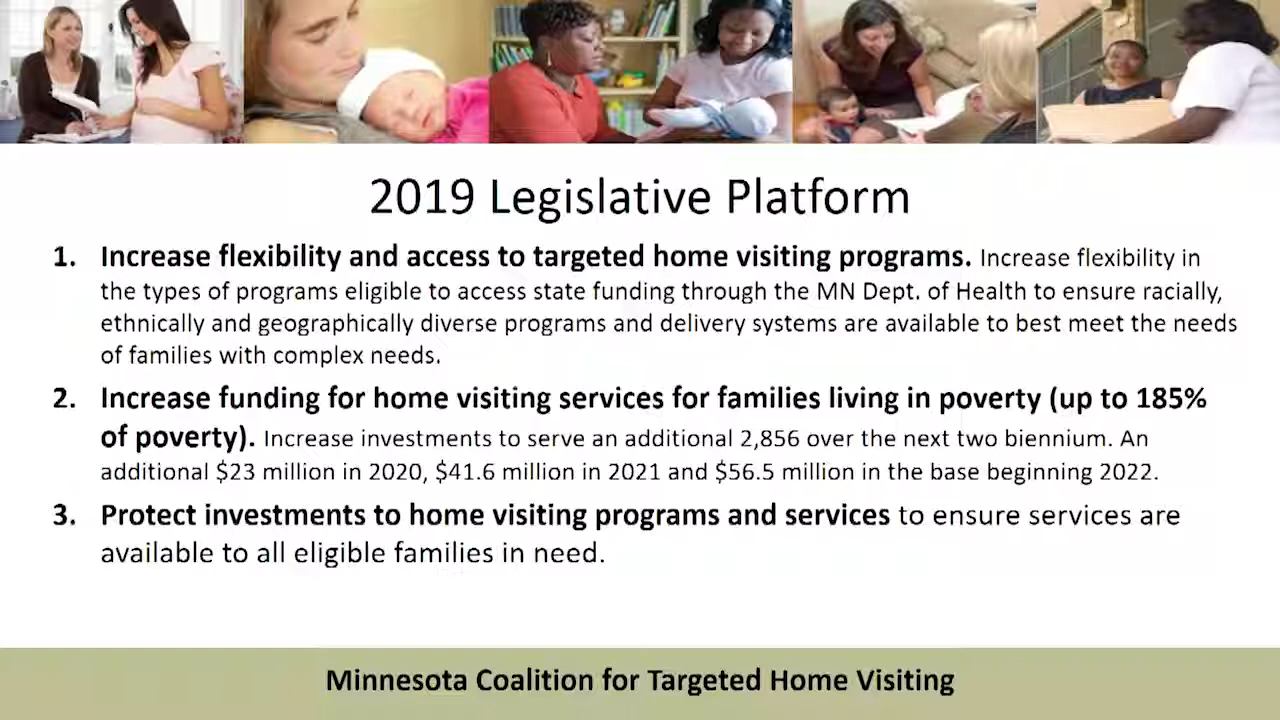 2019 Legislative Platform
1. Increase flexibility and access to targeted home visiting programs. Increase flexibility in
the types of programs eligible to access state funding through the MN Dept. of Health to ensure racially,
ethnically and geographically diverse programs and delivery systems are available to best meet the needs
of families with complex needs.
2. Increase funding for home visiting services for families living in poverty (up to 185%
of poverty). Increase investments to serve an additional 2,856 over the next two biennium. An
additional $23 million in 2020, $41.6 million in 2021 and $56.5 million in the base beginning 2022.
3. Protect investments to home visiting programs and services to ensure services are
available to all eligible families in need.
Minnesota Coalition for Targeted Home Visiting